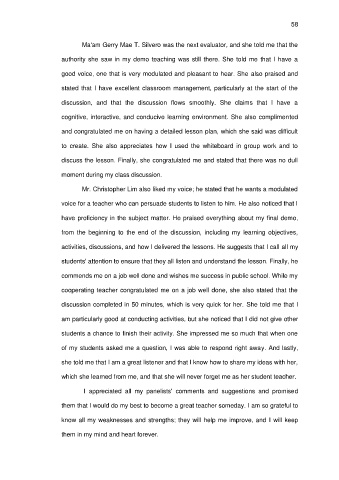 58
Ma'am Gerry Mae T. Silvero was the next evaluator, and she told me that the
authority she saw in my demo teaching was still there. She told me that I have a
good voice, one that is very modulated and pleasant to hear. She also praised and
stated that I have excellent classroom management, particularly at the start of the
discussion, and that the discussion flows smoothly. She claims that I have a
cognitive, interactive, and conducive learning environment. She also complimented
and congratulated me on having a detailed lesson plan, which she said was difficult
to create. She also appreciates how I used the whiteboard in group work and to
discuss the lesson. Finally, she congratulated me and stated that there was no dull
moment during my class discussion.
Mr. Christopher Lim also liked my voice; he stated that he wants a modulated
voice for a teacher who can persuade students to listen to him. He also noticed that I
have proficiency in the subject matter. He praised everything about my final demo,
from the beginning to the end of the discussion, including my learning objectives,
activities, discussions, and how I delivered the lessons. He suggests that I call all my
students' attention to ensure that they all listen and understand the lesson. Finally, he
commends me on a job well done and wishes me success in public school. While my
cooperating teacher congratulated me on a job well done, she also stated that the
discussion completed in 50 minutes, which is very quick for her. She told me that I
am particularly good at conducting activities, but she noticed that I did not give other
students a chance to finish their activity. She impressed me so much that when one
of my students asked me a question, I was able to respond right away. And lastly,
she told me that I am a great listener and that I know how to share my ideas with her,
which she learned from me, and that she will never forget me as her student teacher.
I appreciated all my panelists' comments and suggestions and promised
them that I would do my best to become a great teacher someday. I am so grateful to
know all my weaknesses and strengths; they will help me improve, and I will keep
them in my mind and heart forever.